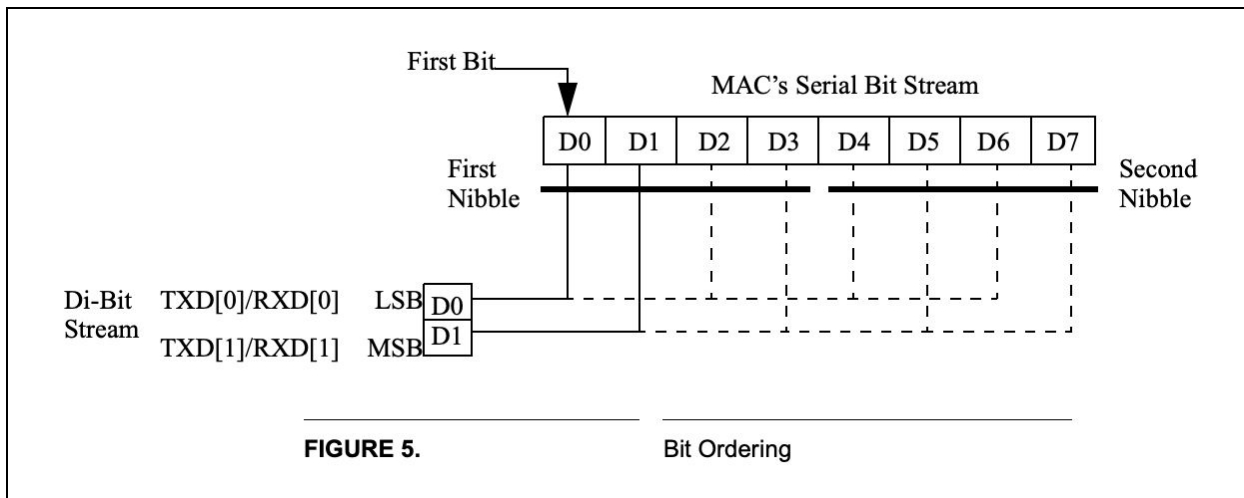 First Bit
MAC's Serial Bit Stream
D0 D1 D2 D3 D4 D5 D6 D7
First
Nibble
Second
Nibble
Di-Bit
Stream
TXD[0]/RXD[0] LSB D0
TXD[1]/RXD[1] MSB D1
FIGURE 5. Bit Ordering